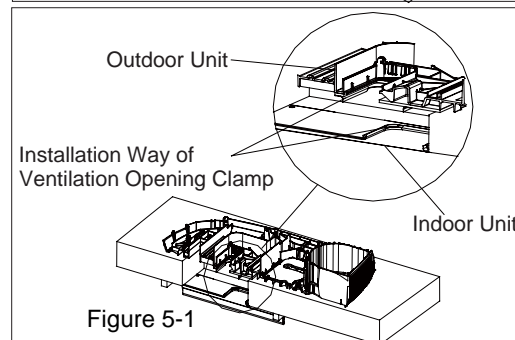 Outdoor Unit
Installation Way of
Ventilation Opening Clamp
Indoor Unit
Figure 5-1